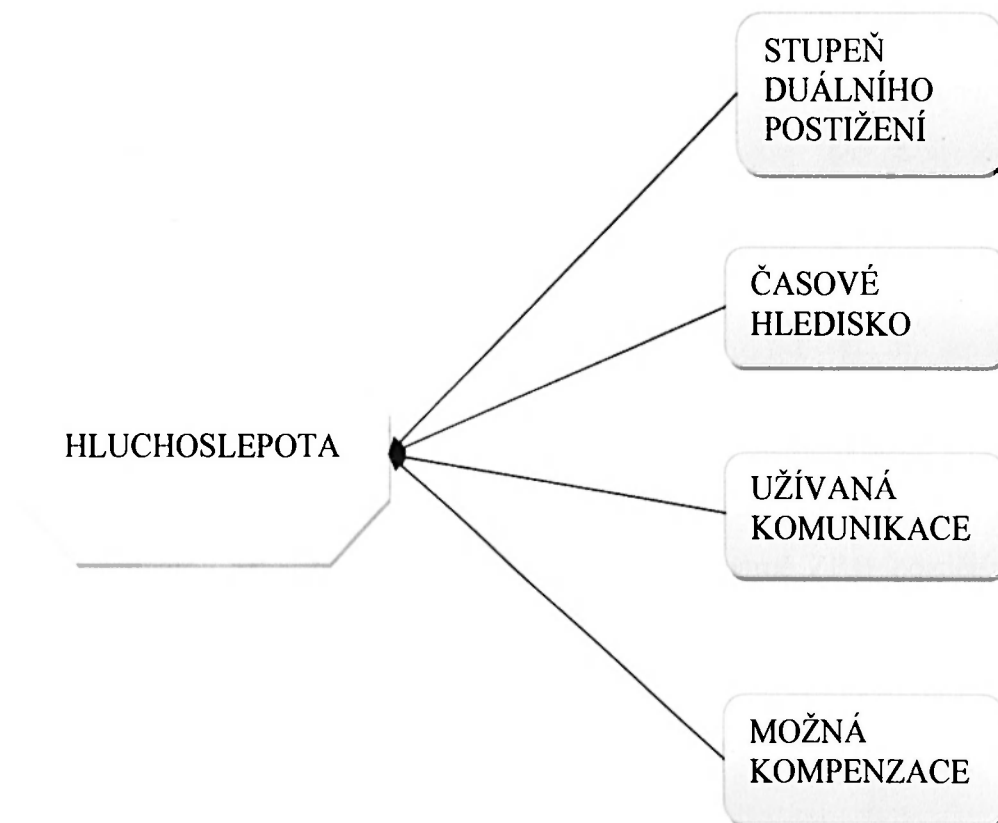 STUPEŇ
DUÁLNÍHO
POSTIŽENÍ
ČASOVÉ
HLEDISKO
HLUCHOSLEPOTA
UŽÍVANÁ
KOMUNIKACE
MOŽNÁ
KOMPENZACE